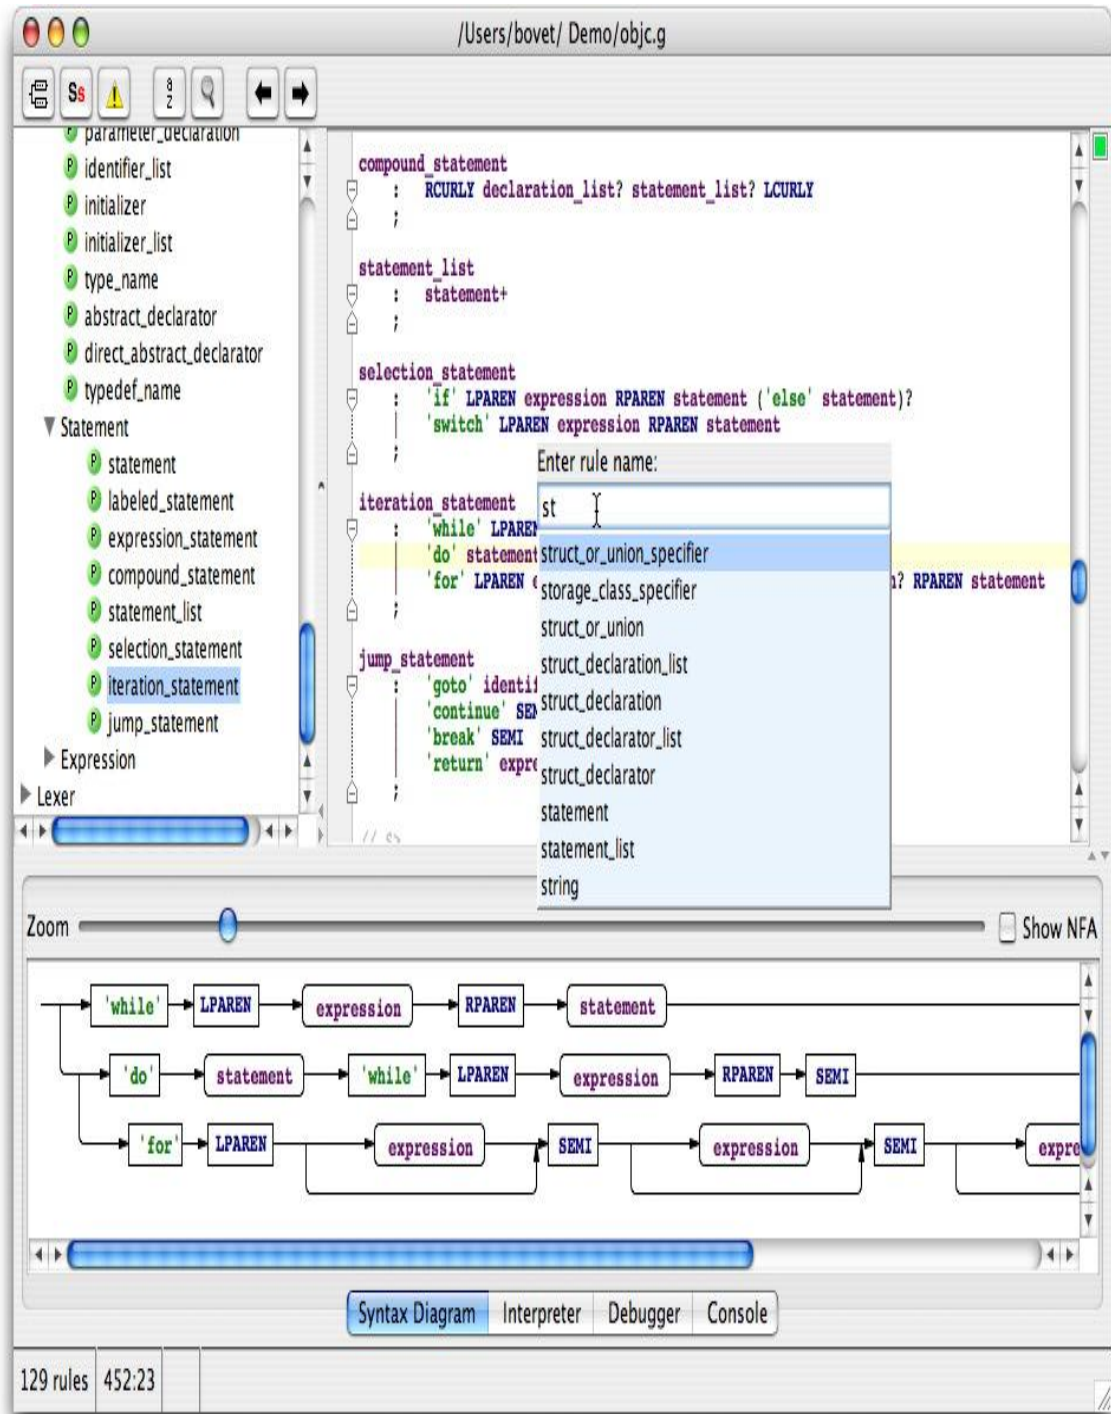 /Users/bovet/ Demo/objc.g
Ss
a
z
parameter_declaration
P identifier_list
P initializer
P initializer_list
P type_name
P abstract_declarator
P direct_abstract_declarator
P typedef_name
Statement
P statement
P labeled_statement
P expression_statement
P compound_statement
P statement_list
P selection_statement
P iteration_statement
P jump_statement
Expression
Lexer
compound_statement
: RCURLY declaration_list? statement_list? LCURLY
;
statement_list
: statement+
;
selection_statement
: 'if' LPAREN expression RPAREN statement ('else' statement)?
| 'switch' LPAREN expression RPAREN statement
;
iteration_statement
: 'while' LPAREN
| 'do' statement
| 'for' LPAREN ? RPAREN statement
;
jump_statement
: 'goto'
| 'continue'
| 'break' SEMI
| 'return'
;
Enter rule name:
st
struct_or_union_specifier
storage_class_specifier
struct_or_union
struct_declaration_list
struct_declaration
struct_declarator_list
struct_declarator
statement
statement_list
string
Zoom Show NFA
'while' LPAREN expression RPAREN statement
'do' statement 'while' LPAREN expression RPAREN SEMI
'for' LPAREN expression SEMI expression SEMI expre
Syntax Diagram Interpreter Debugger Console
129 rules 452:23